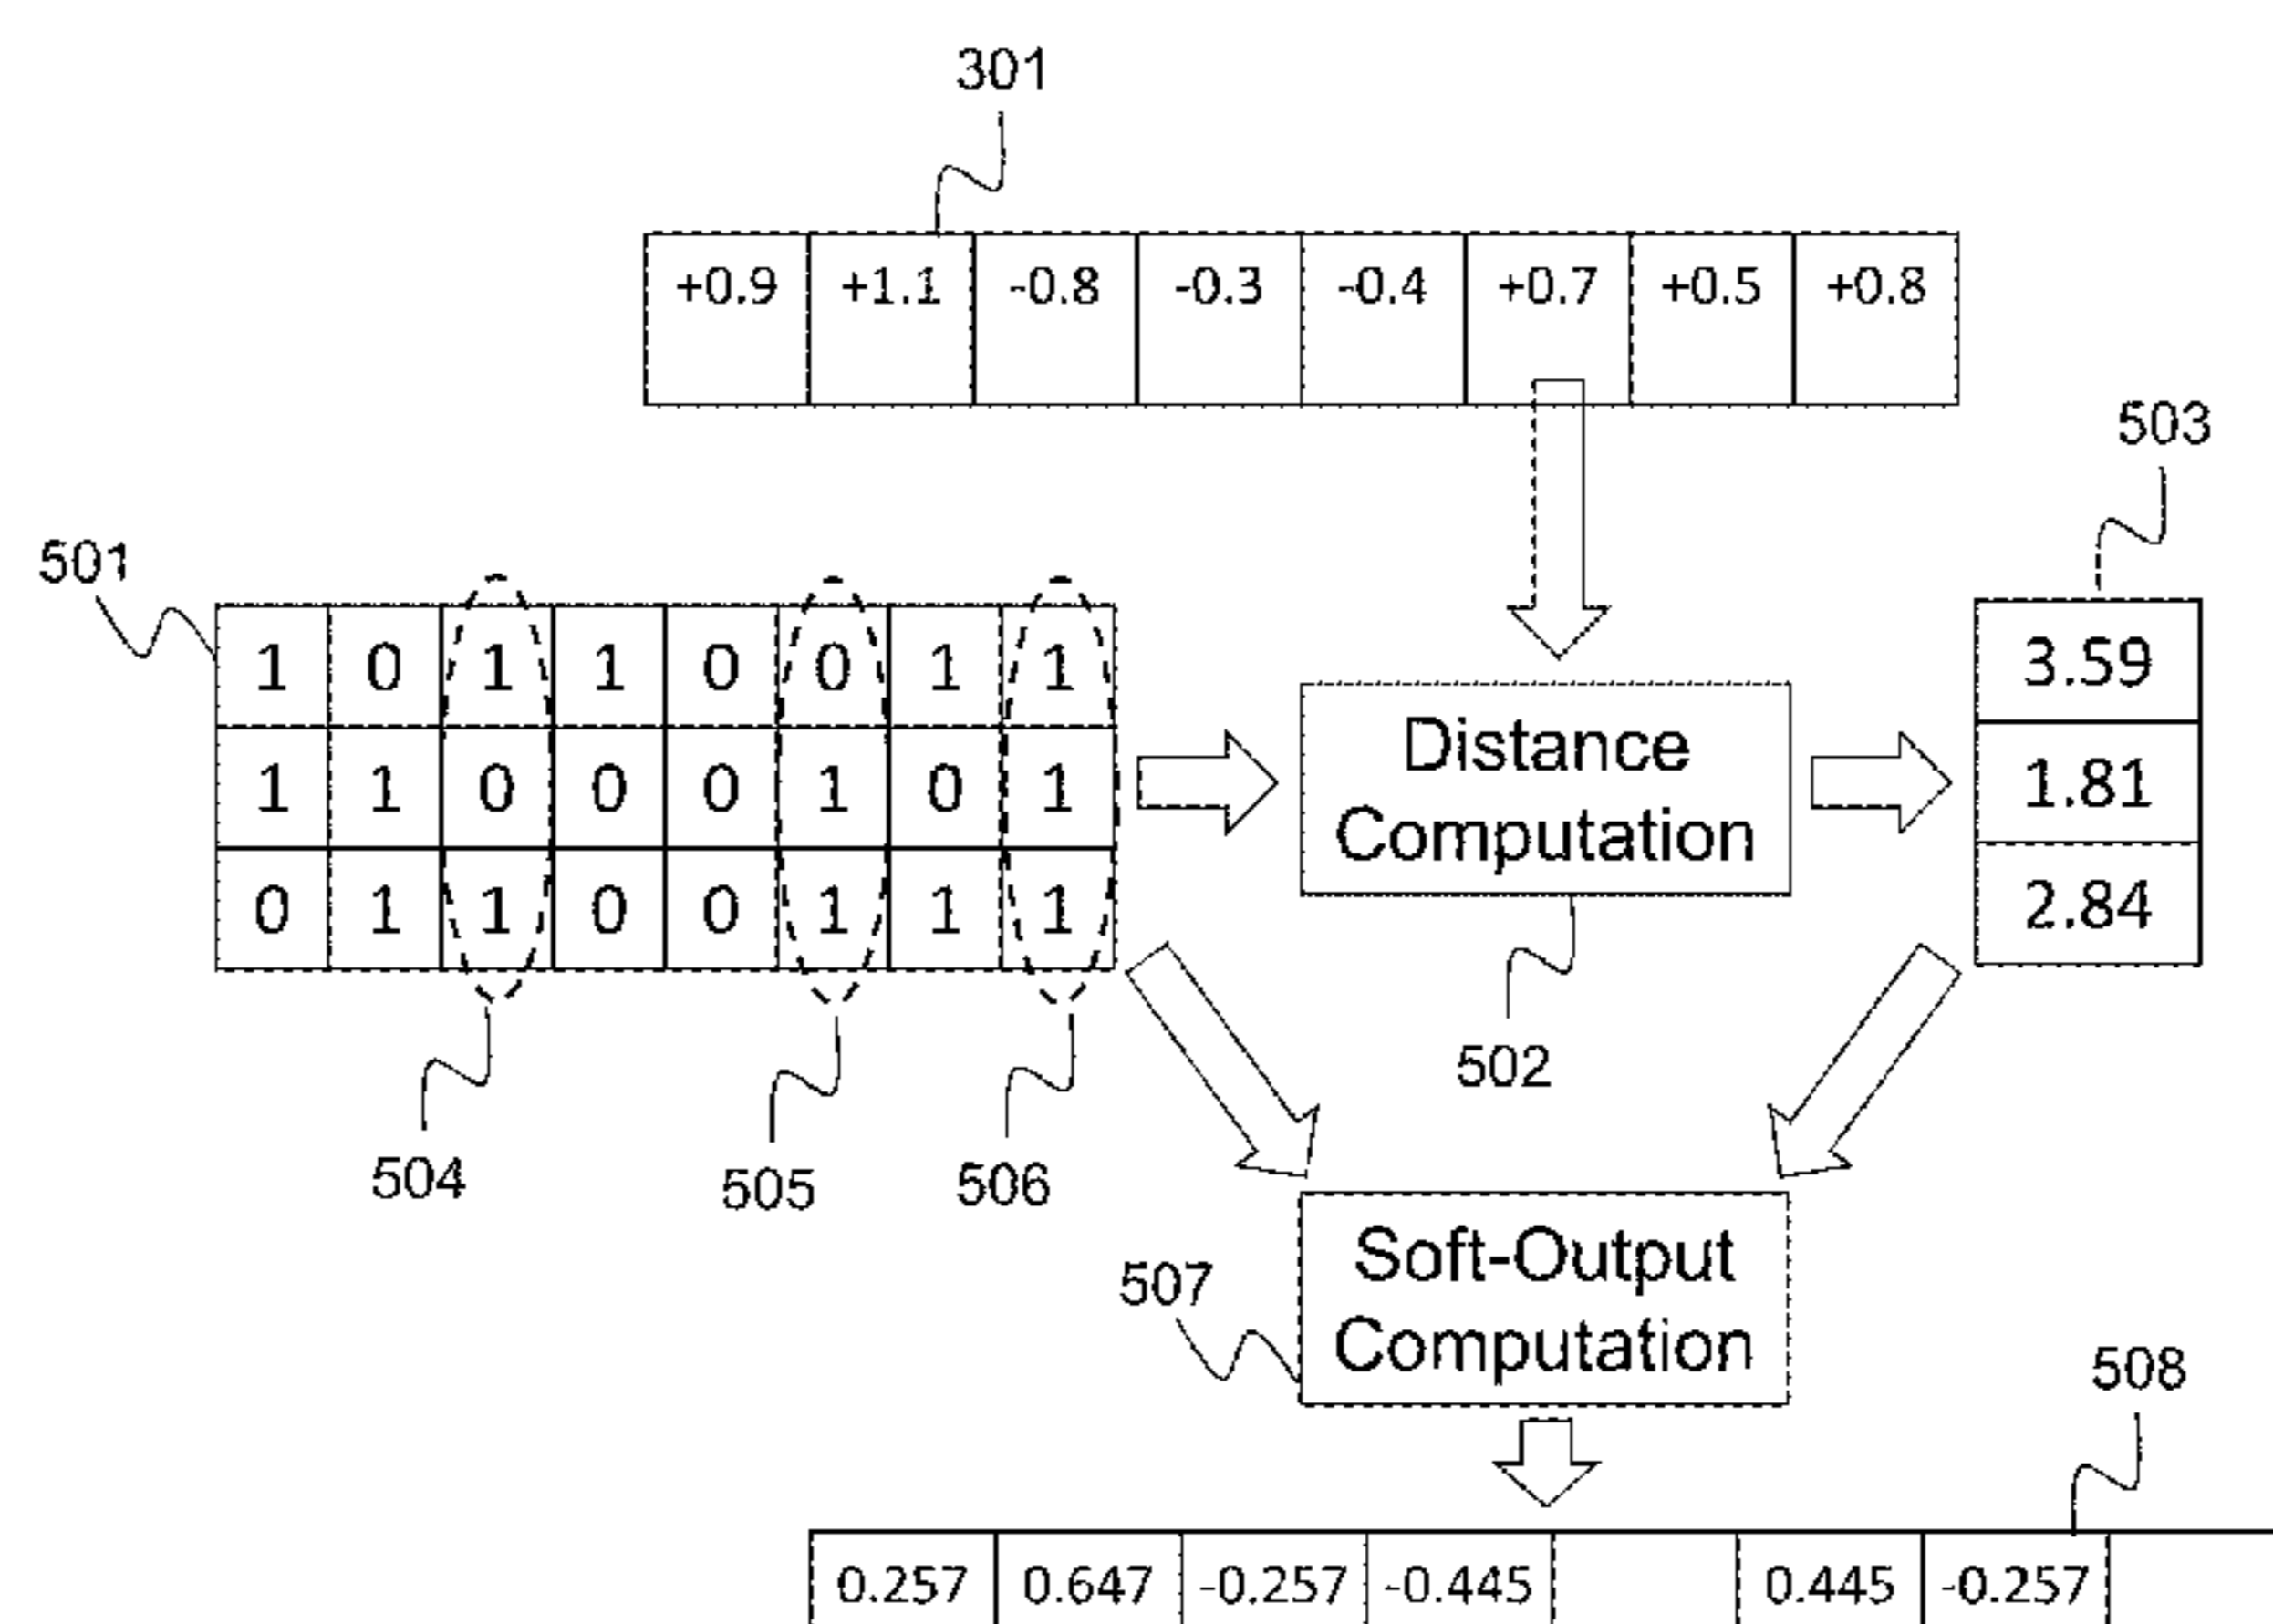 301
+0.9 +1.1 -0.8 -0.3 -0.4 +0.7 +0.5 +0.8
503
501
1 0 1 1 0 0 1 1
1 1 0 0 0 1 0 1
0 1 1 0 0 1 1 1
Distance
Computation
3.59
1.81
2.84
502
504
505
506
507
Soft-Output
Computation
508
0.257 0.647 -0.257 -0.445 0.445 -0.257